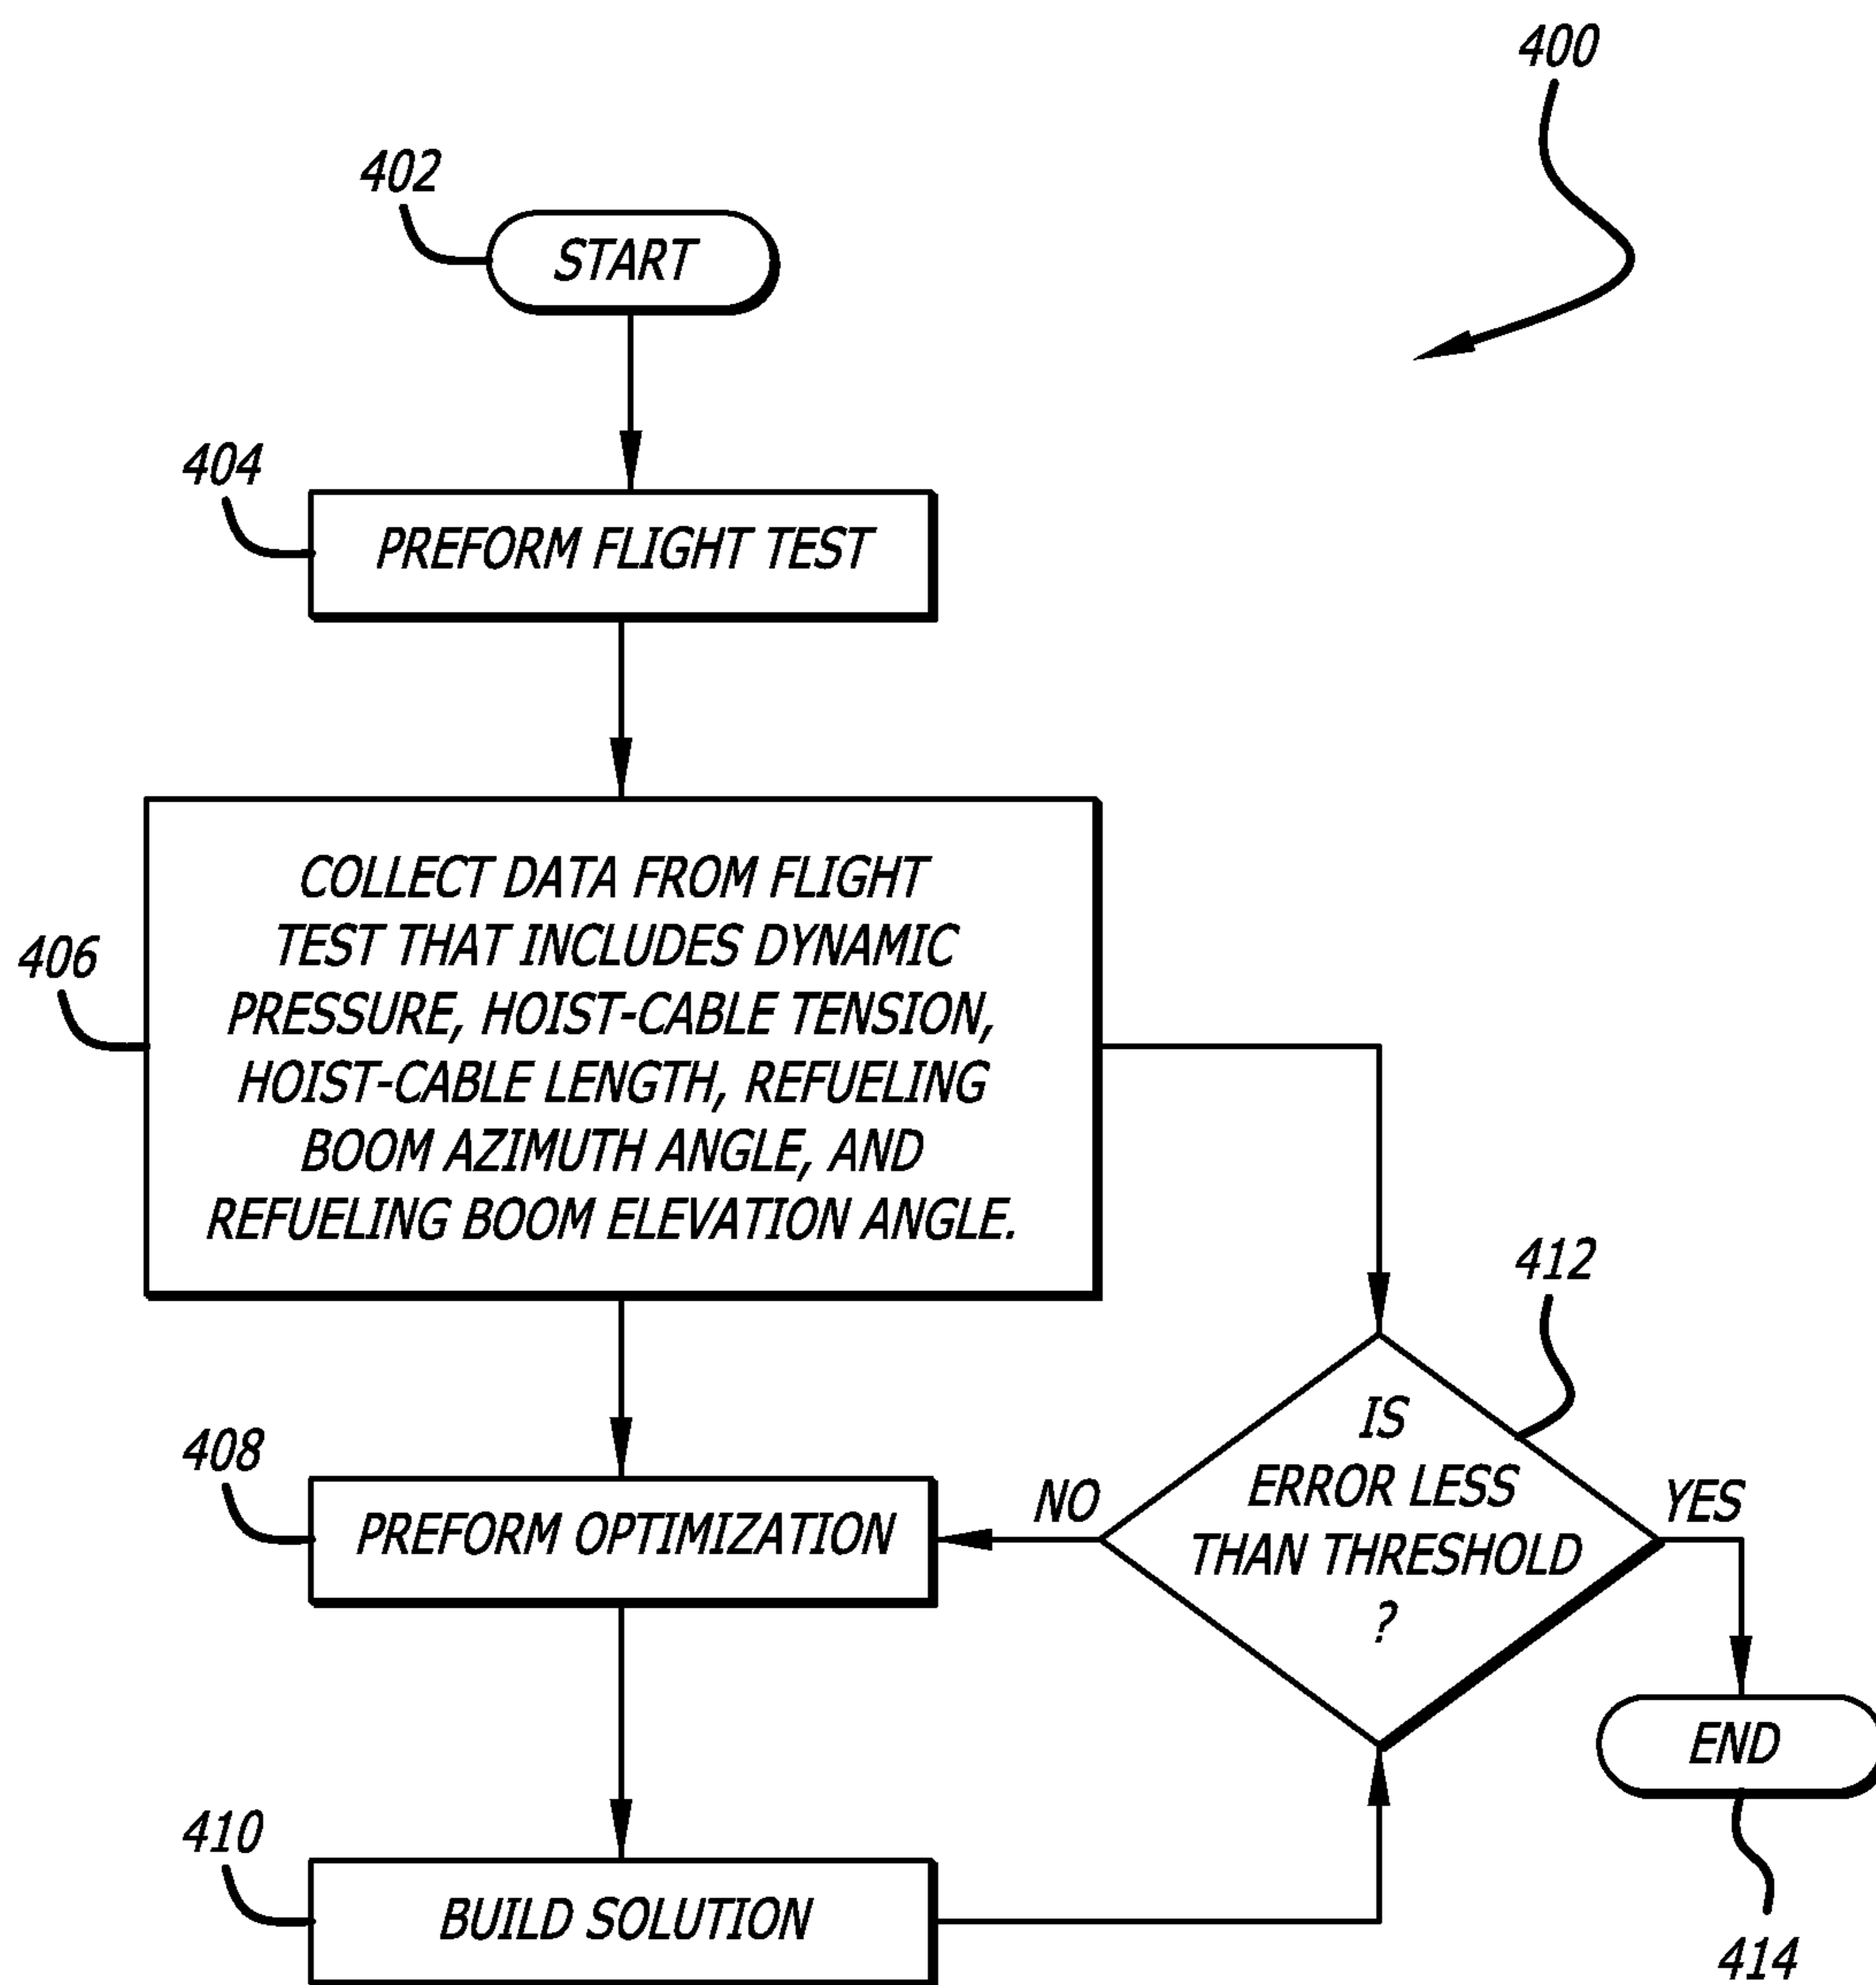 400
402
START
404
PREFORM FLIGHT TEST
406
COLLECT DATA FROM FLIGHT
TEST THAT INCLUDES DYNAMIC
PRESSURE, HOIST-CABLE TENSION,
HOIST-CABLE LENGTH, REFUELING
BOOM AZIMUTH ANGLE, AND
REFUELING BOOM ELEVATION ANGLE.
412
IS
ERROR LESS
THAN THRESHOLD
?
NO
YES
408
PREFORM OPTIMIZATION
END
414
410
BUILD SOLUTION